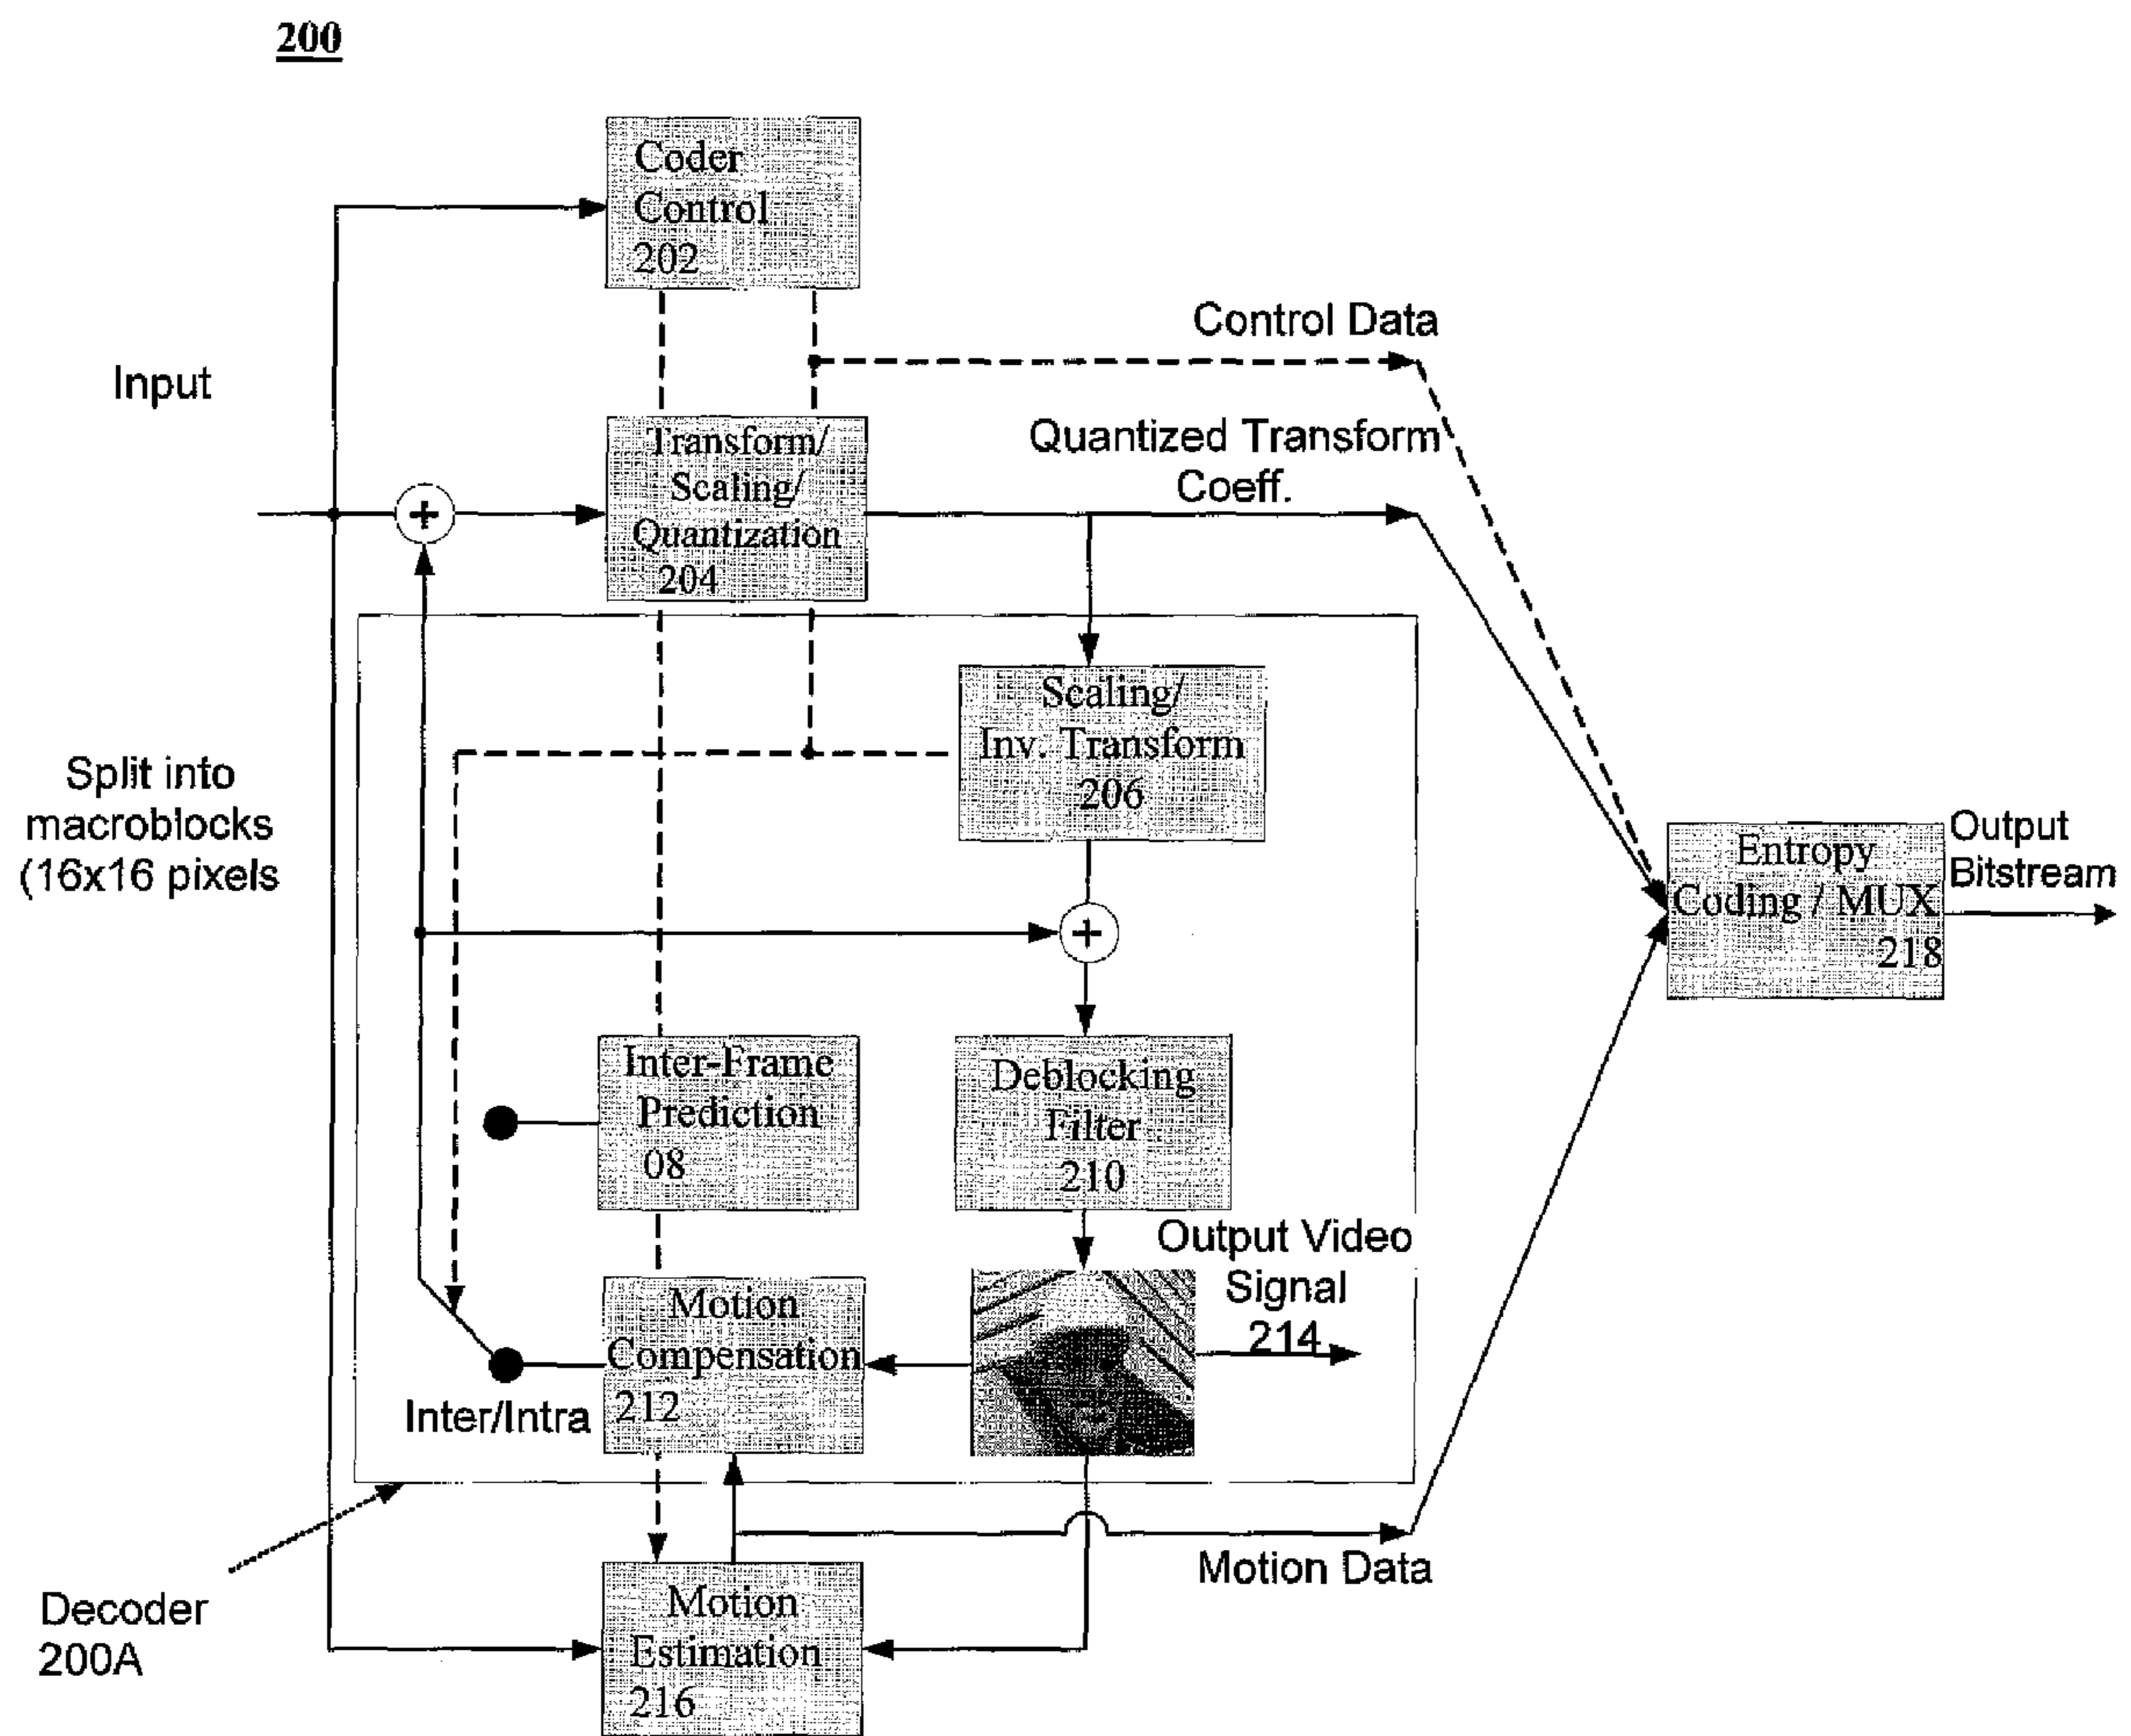 200
Coder
Control
202
Control Data
Input
Transform/
Scaling/
Quantization
204
Quantized Transform
Coeff.
Scaling/
Inv. Transform
206
Split into
macroblocks
(16x16 pixels
Entropy
Coding / MUX
218
Output
Bitstream
Inter-Frame
Prediction
08
Deblocking
Filter
210
Output Video
Signal
214
Motion
Compensation
212
Inter/Intra
Motion Data
Decoder
200A
Motion
Estimation
216